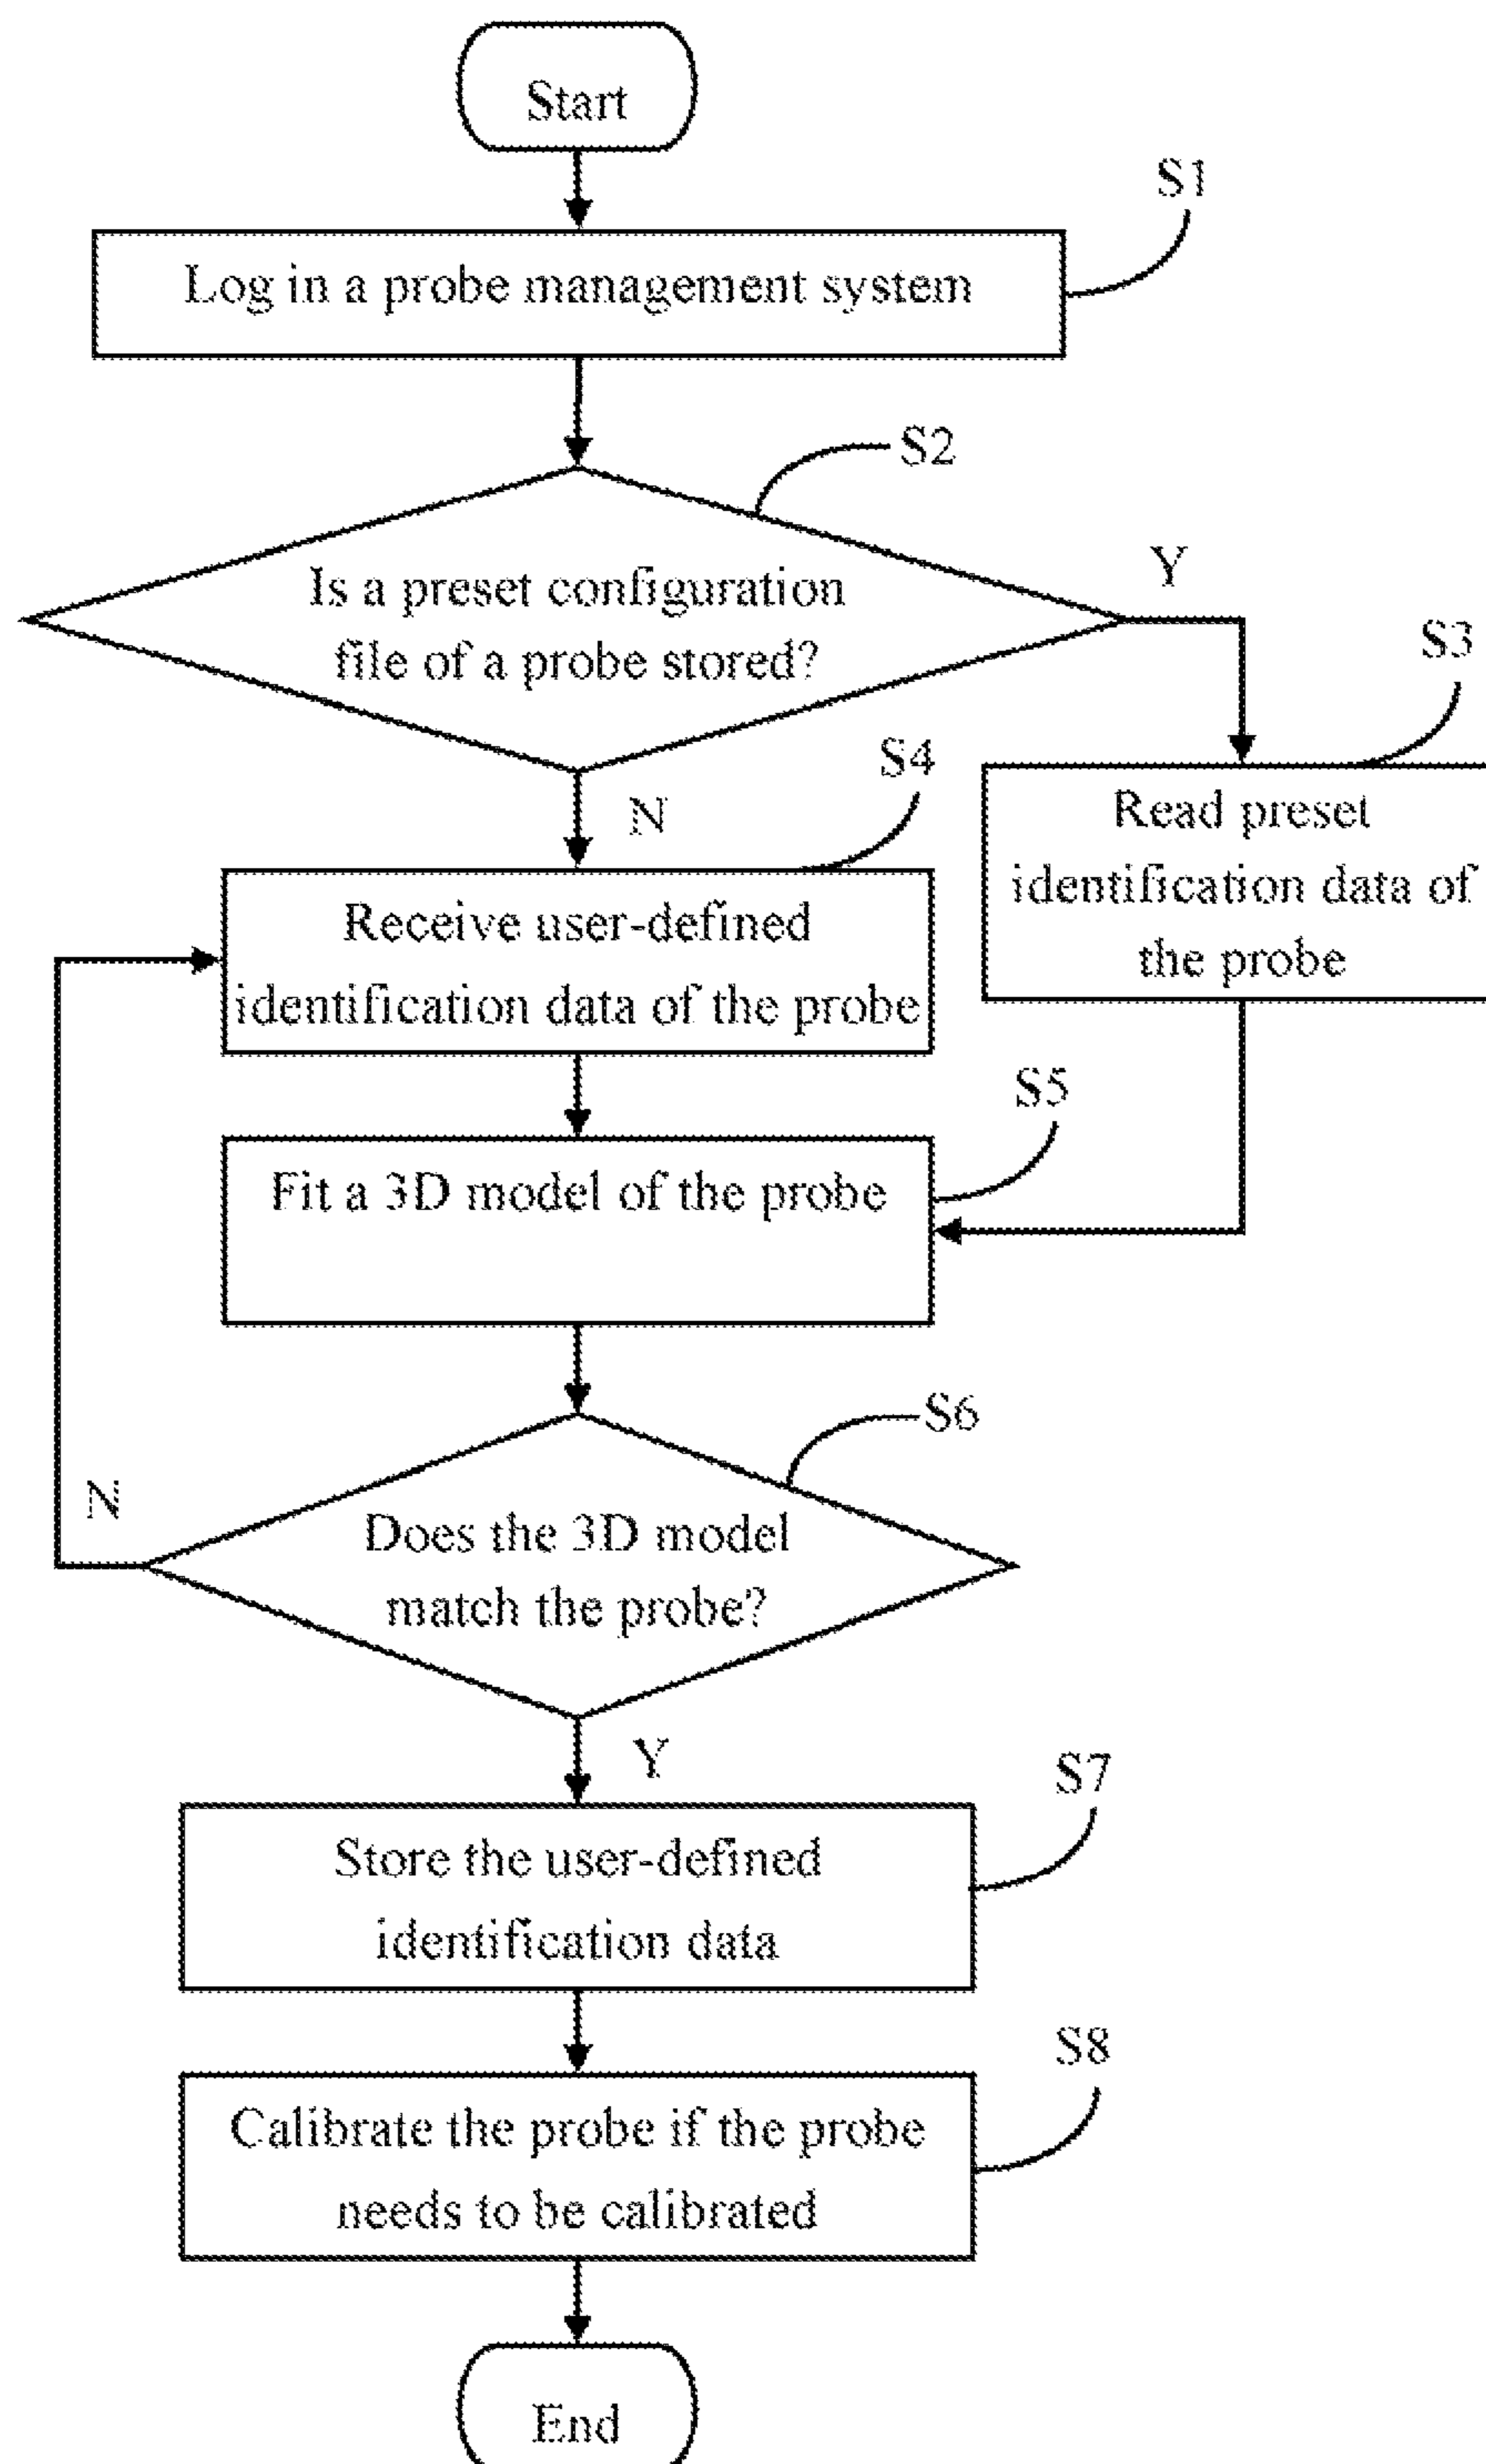 Start
S1
Log in a probe management system
S2
Is a preset configuration
file of a probe stored?
Y
S3
Read preset
identification data of
the probe
N
S4
Receive user-defined
identification data of the probe
S5
Fit a 3D model of the probe
S6
Does the 3D model
match the probe?
N
Y
S7
Store the user-defined
identification data
S8
Calibrate the probe if the probe
needs to be calibrated
End